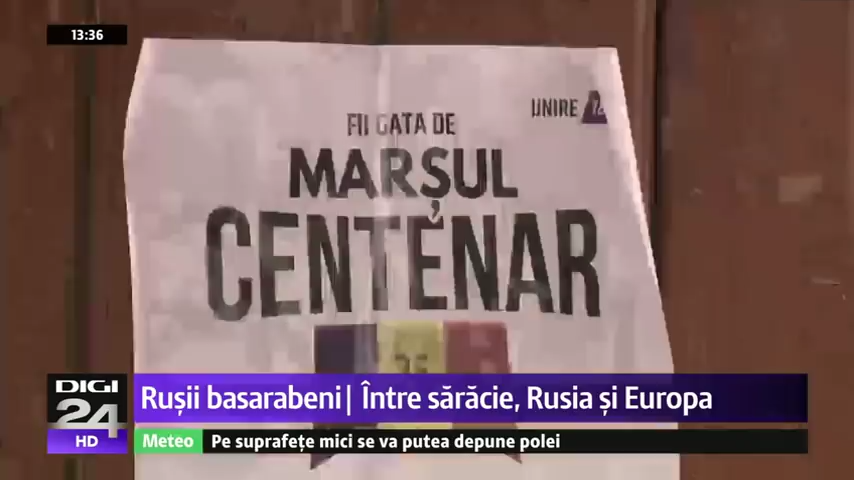 13:36
UNIRE
FII GATA DE
MARȘUL
CENTENAR
DIGI
24
HD
Rușii basarabeni| Între sărăcie, Rusia și Europa
Meteo Pe suprafețe mici se va putea depune polei